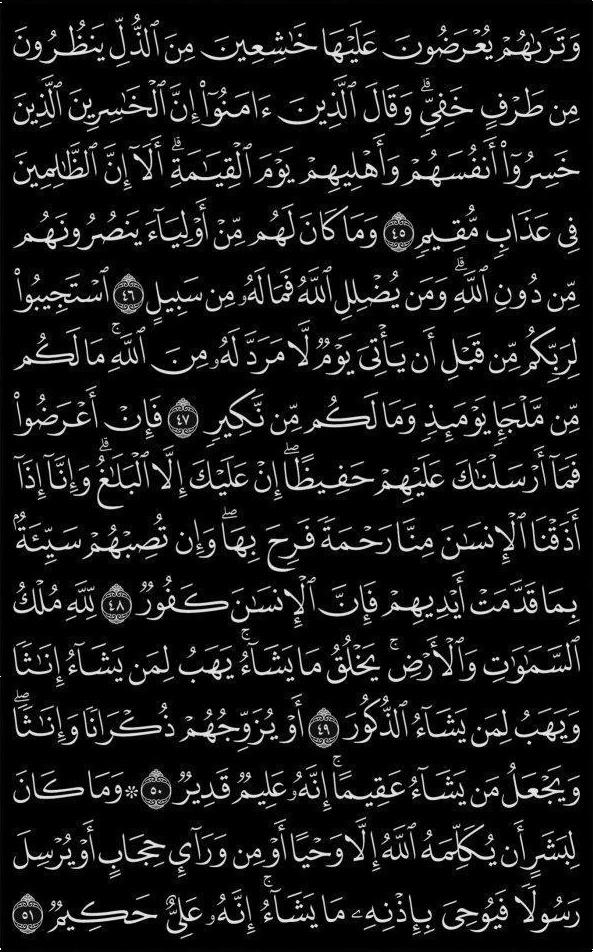 وَتَرَىٰهُمْ يُعْرَضُونَ عَلَيْهَا خَٰشِعِينَ مِنَ ٱلذُّلِّ يَنظُرُونَ
مِن طَرْفٍ خَفِىٍّۗ وَقَالَ ٱلَّذِينَ ءَامَنُوٓا۟ إِنَّ ٱلْخَٰسِرِينَ ٱلَّذِينَ
خَسِرُوٓا۟ أَنفُسَهُمْ وَأَهْلِيهِمْ يَوْمَ ٱلْقِيَٰمَةِۗ أَلَآ إِنَّ ٱلظَّٰلِمِينَ
فِى عَذَابٍ مُّقِيمٍ ٤٥ وَمَا كَانَ لَهُم مِّنْ أَوْلِيَآءَ يَنصُرُونَهُم
مِّن دُونِ ٱللَّهِۗ وَمَن يُضْلِلِ ٱللَّهُ فَمَا لَهُۥ مِن سَبِيلٍ ٤٦ ٱسْتَجِيبُوا۟
لِرَبِّكُم مِّن قَبْلِ أَن يَأْتِىَ يَوْمٌ لَّا مَرَدَّ لَهُۥ مِنَ ٱللَّهِۚ مَا لَكُم
مِّن مَّلْجَإٍ يَوْمَئِذٍ وَمَا لَكُم مِّن نَّكِيرٍ ٤٧ فَإِنْ أَعْرَضُوا۟
فَمَآ أَرْسَلْنَٰكَ عَلَيْهِمْ حَفِيظًاۖ إِنْ عَلَيْكَ إِلَّا ٱلْبَلَٰغُۗ وَإِنَّآ إِذَآ
أَذَقْنَا ٱلْإِنسَٰنَ مِنَّا رَحْمَةً فَرِحَ بِهَاۖ وَإِن تُصِبْهُمْ سَيِّئَةٌۢ
بِمَا قَدَّمَتْ أَيْدِيهِمْ فَإِنَّ ٱلْإِنسَٰنَ كَفُورٌ ٤٨ لِّلَّهِ مُلْكُ
ٱلسَّمَٰوَٰتِ وَٱلْأَرْضِۚ يَخْلُقُ مَا يَشَآءُۚ يَهَبُ لِمَن يَشَآءُ إِنَٰثًا
وَيَهَبُ لِمَن يَشَآءُ ٱلذُّكُورَ ٤٩ أَوْ يُزَوِّجُهُمْ ذُكْرَانًا وَإِنَٰثًاۖ
وَيَجْعَلُ مَن يَشَآءُ عَقِيمًاۚ إِنَّهُۥ عَلِيمٌ قَدِيرٌ ٥٠ ۞ وَمَا كَانَ
لِبَشَرٍ أَن يُكَلِّمَهُ ٱللَّهُ إِلَّا وَحْيًا أَوْ مِن وَرَآئِ حِجَابٍ أَوْ يُرْسِلَ
رَسُولًا فَيُوحِىَ بِإِذْنِهِۦ مَا يَشَآءُۚ إِنَّهُۥ عَلِىٌّ حَكِيمٌ ٥١